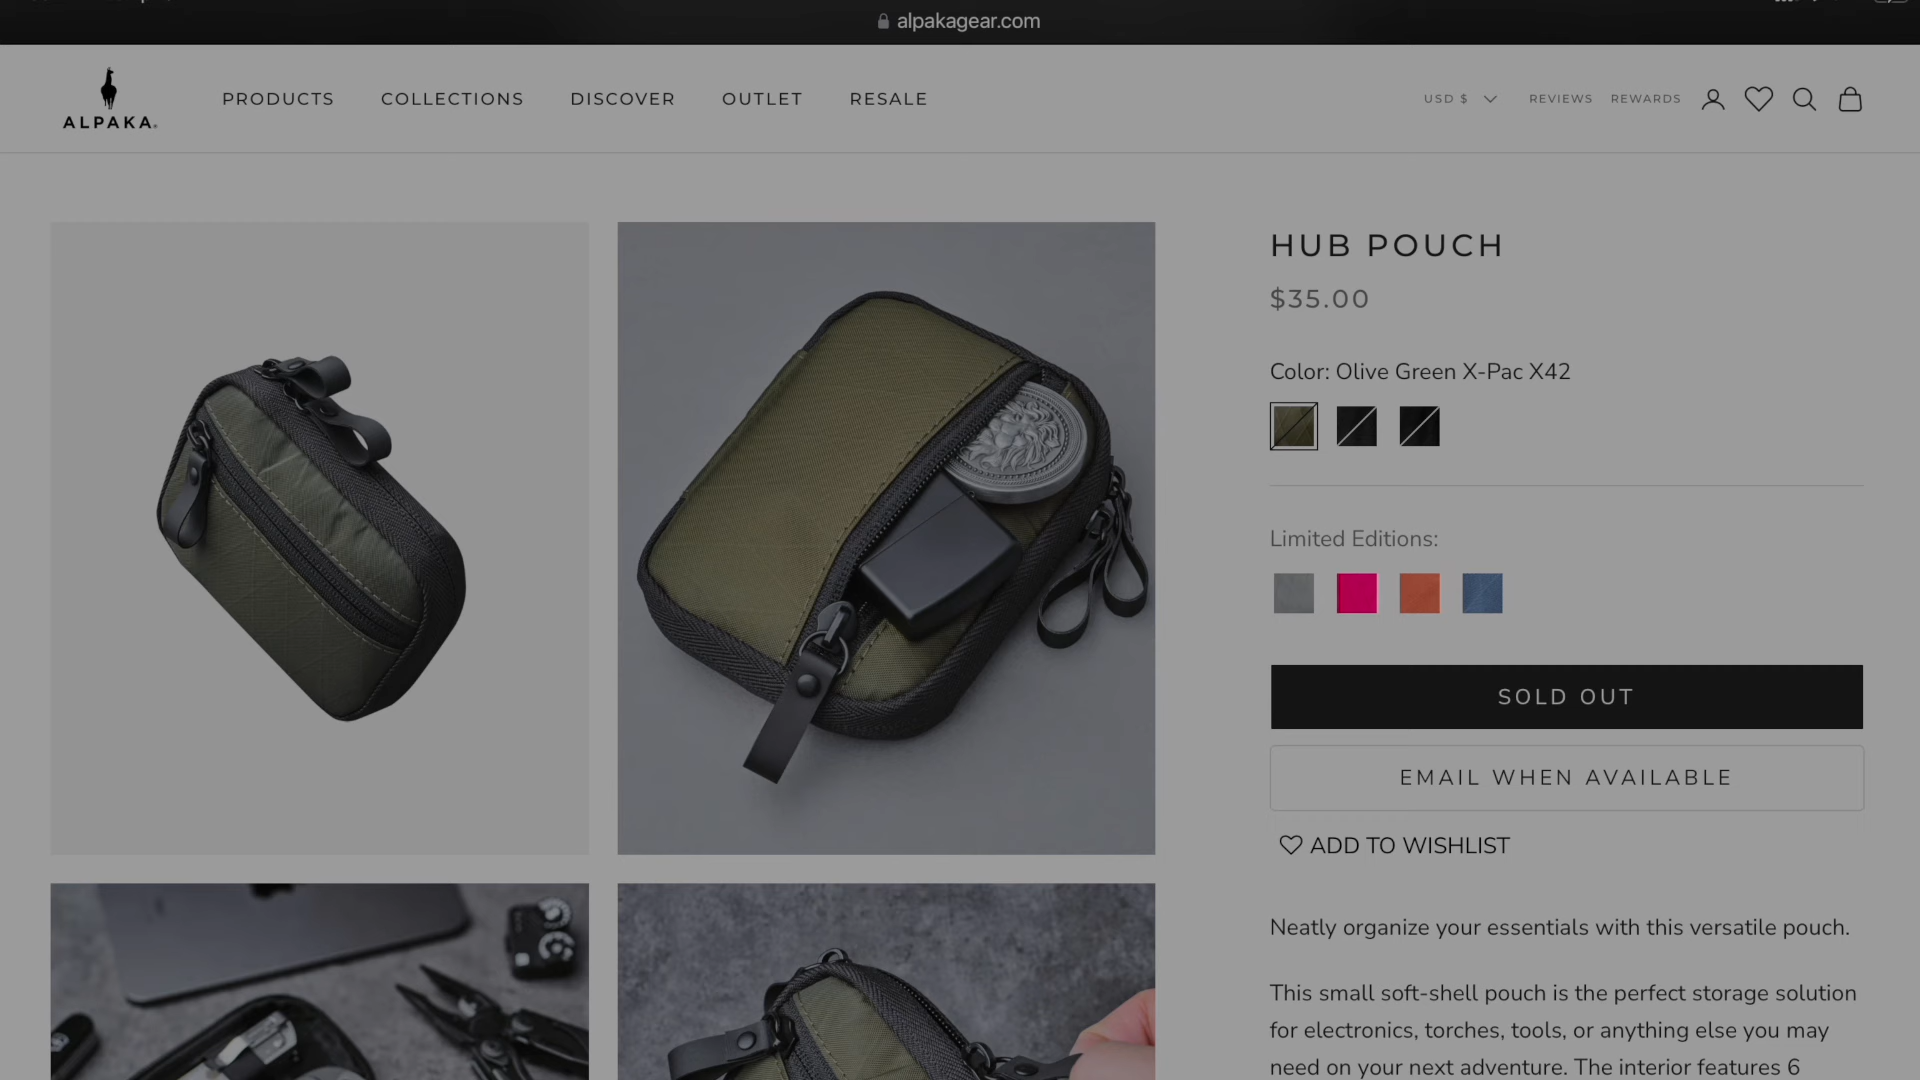 alpakagear.com
ALPAKA
PRODUCTS
COLLECTIONS
DISCOVER
OUTLET
RESALE
USD $
REVIEWS
REWARDS
HUB POUCH
$35.00
Color: Olive Green X-Pac X42
Limited Editions:
SOLD OUT
EMAIL WHEN AVAILABLE
ADD TO WISHLIST
Neatly organize your essentials with this versatile pouch.
This small soft-shell pouch is the perfect storage solution
for electronics, torches, tools, or anything else you may
need on your next adventure. The interior features 6